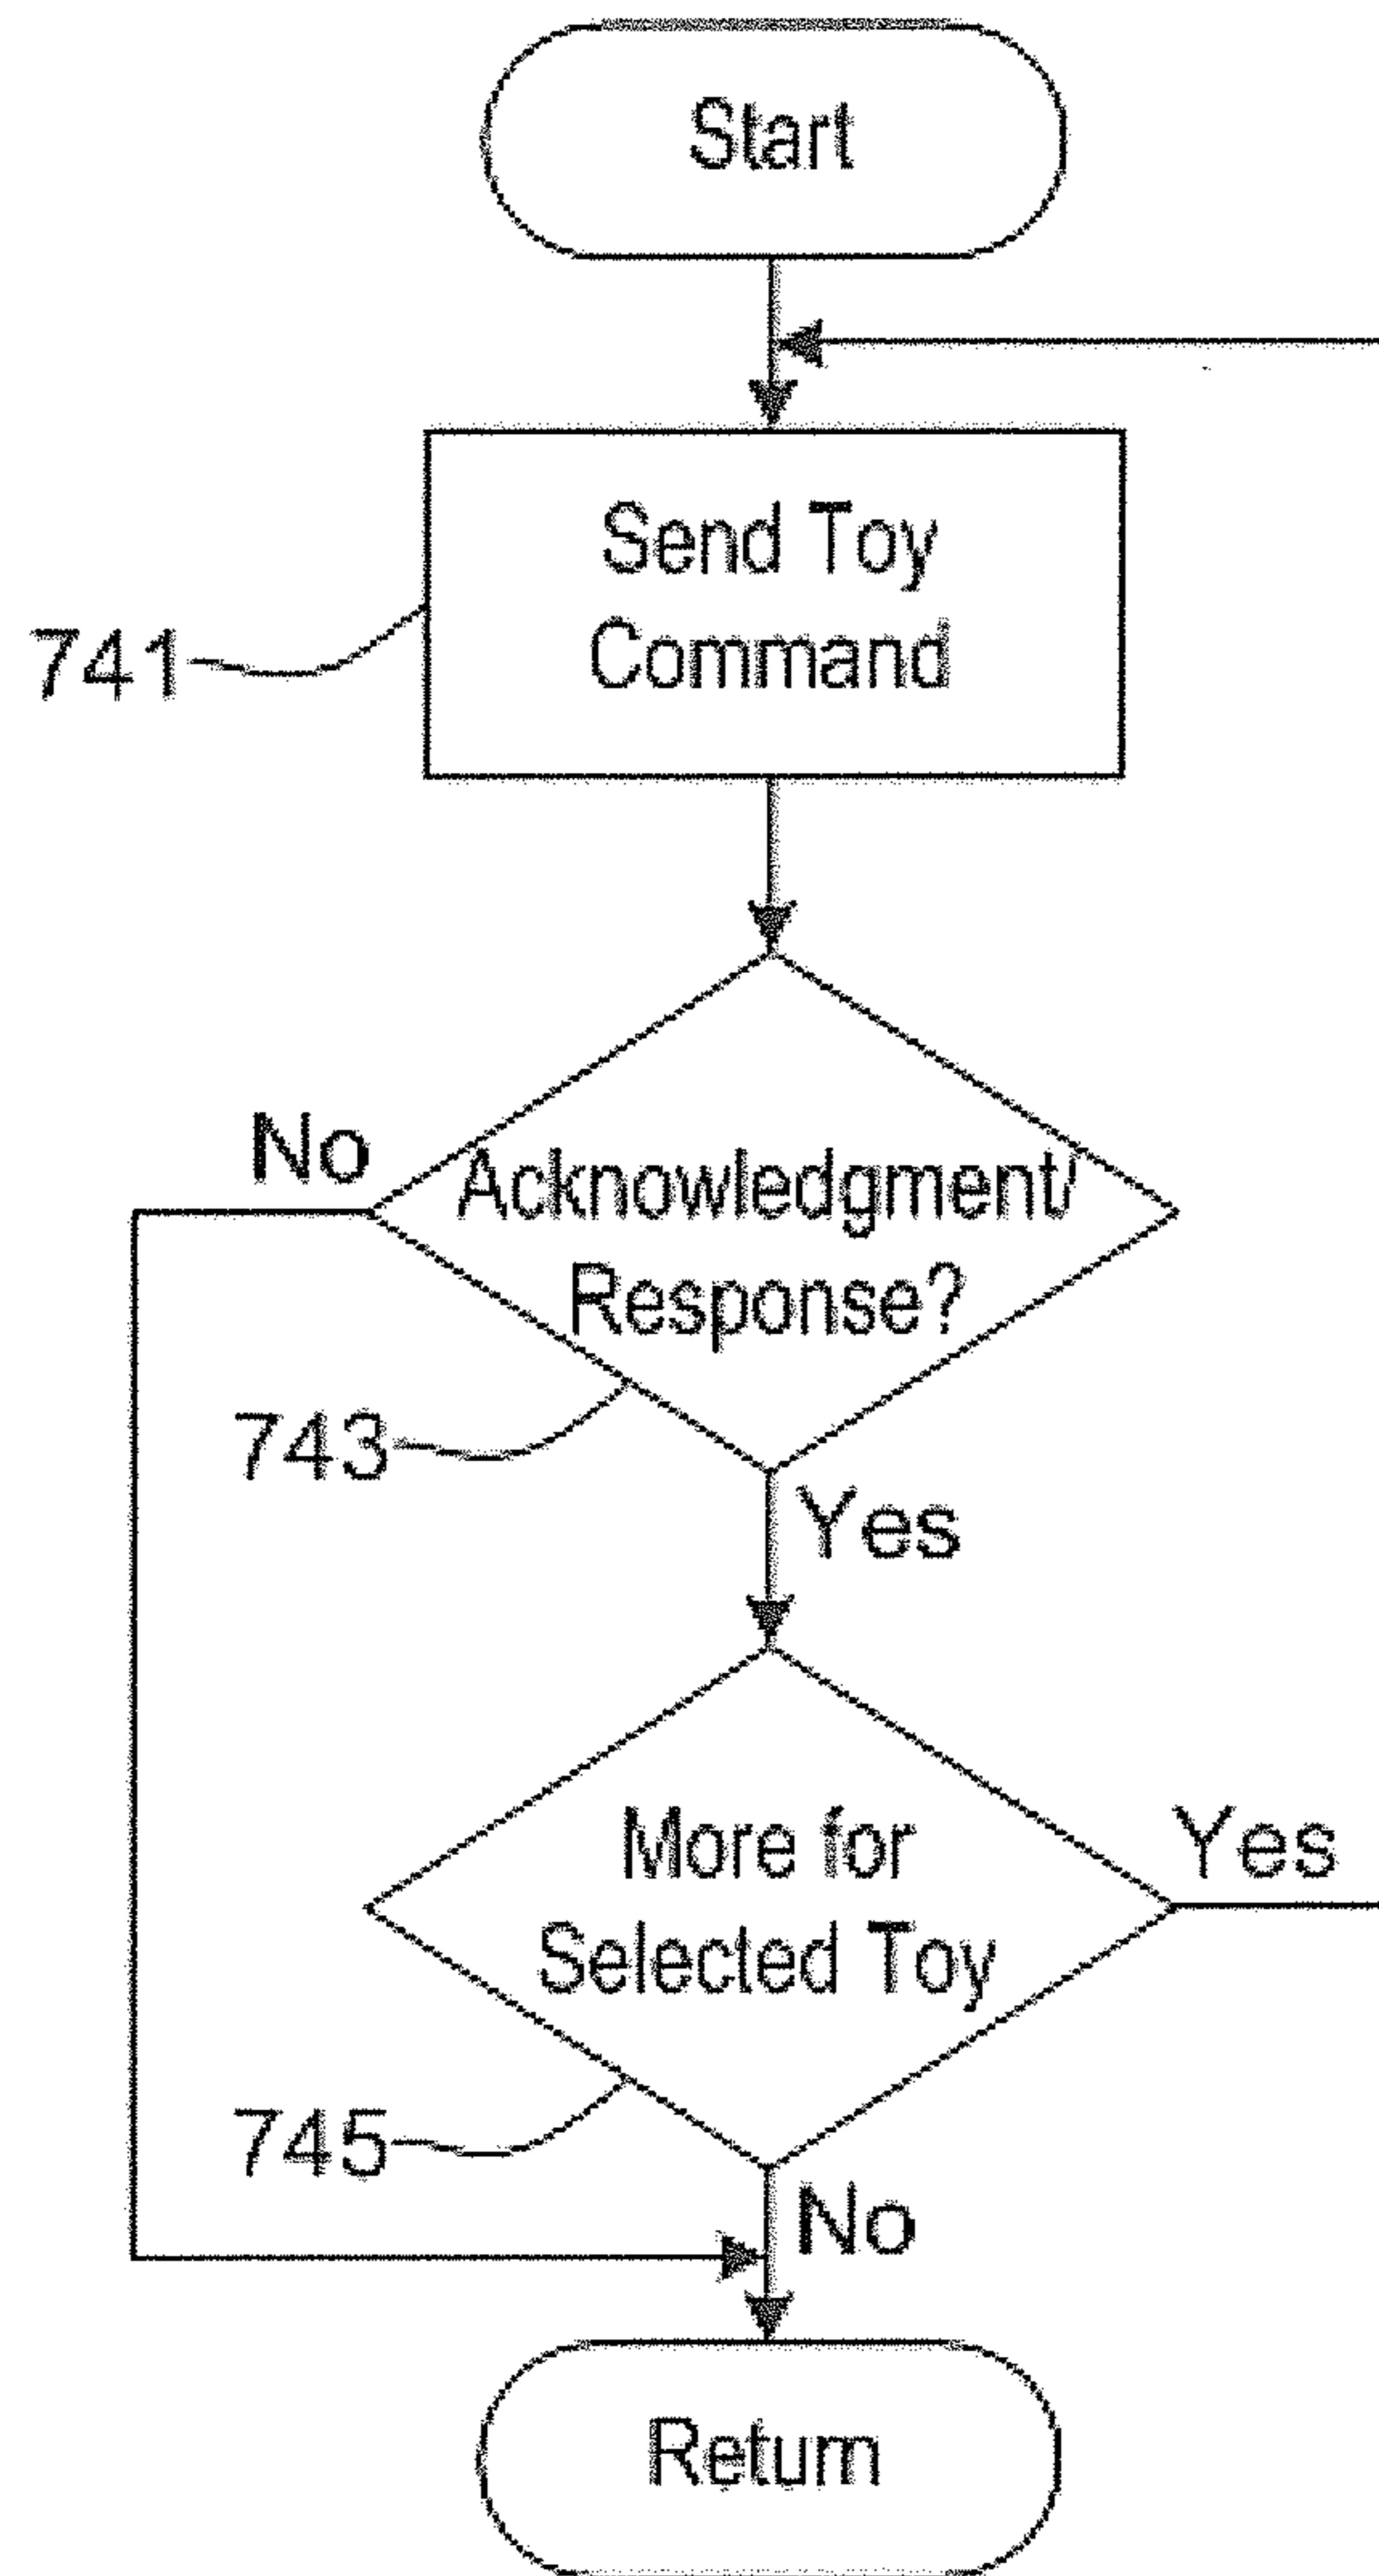 Start
Send Toy
Command
741
No
Acknowledgment/
Response?
743
Yes
More for
Selected Toy
Yes
745
No
Return